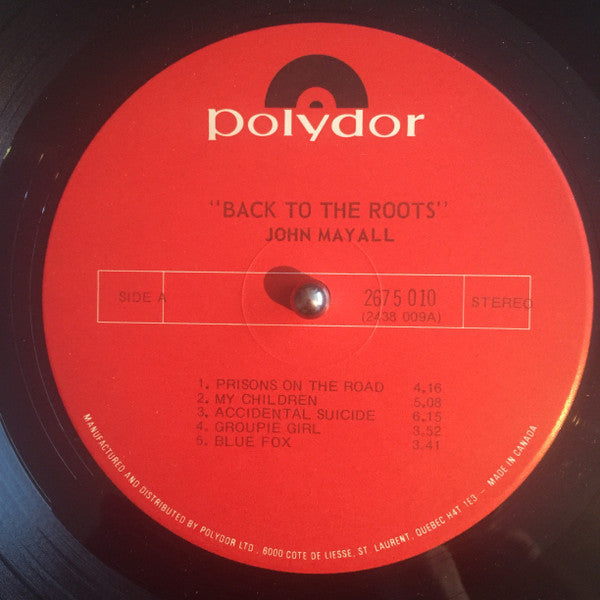 polydor
"BACK TO THE ROOTS"
JOHN MAYALL
SIDE A 2675 010 STEREO
(2438 009A)
1. PRISONS ON THE ROAD 4.16
2. MY CHILDREN 5.08
3. ACCIDENTAL SUICIDE 6.15
4. GROUPIE GIRL 3.52
5. BLUE FOX 3.41
MANUFACTURED AND DISTRIBUTED BY POLYDOR LTD., 6000 COTE DE LIESSE, ST. LAURENT, QUEBEC H4T 1E3 - MADE IN CANADA